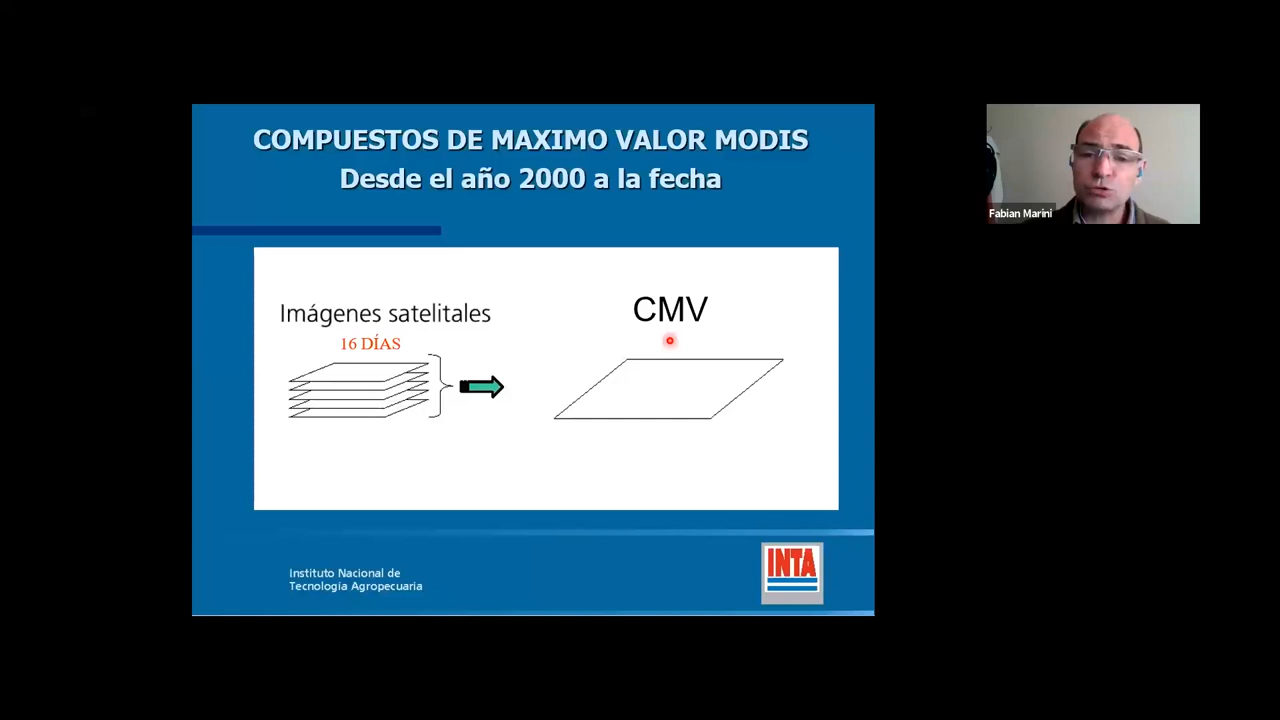 COMPUESTOS DE MAXIMO VALOR MODIS
Desde el año 2000 a la fecha
Imágenes satelitales
16 DÍAS
CMV
Instituto Nacional de
Tecnología Agropecuaria
INTA
Fabian Marini